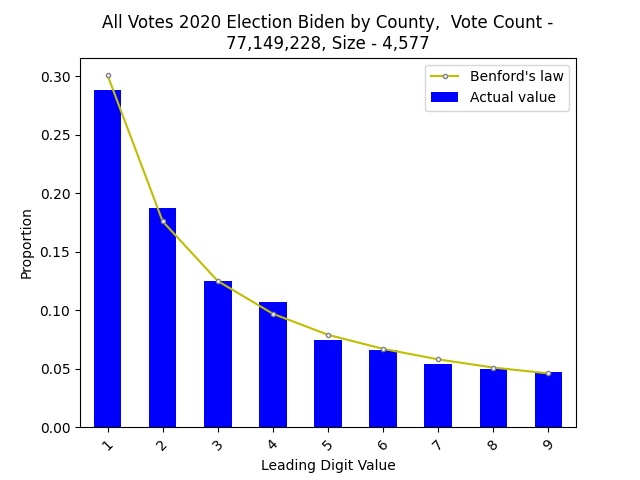 All Votes 2020 Election Biden by County,  Vote Count -
77,149,228, Size - 4,577
Benford's law
Actual value
Proportion
0.30
0.25
0.20
0.15
0.10
0.05
0.00
1 2 3 4 5 6 7 8 9
Leading Digit Value